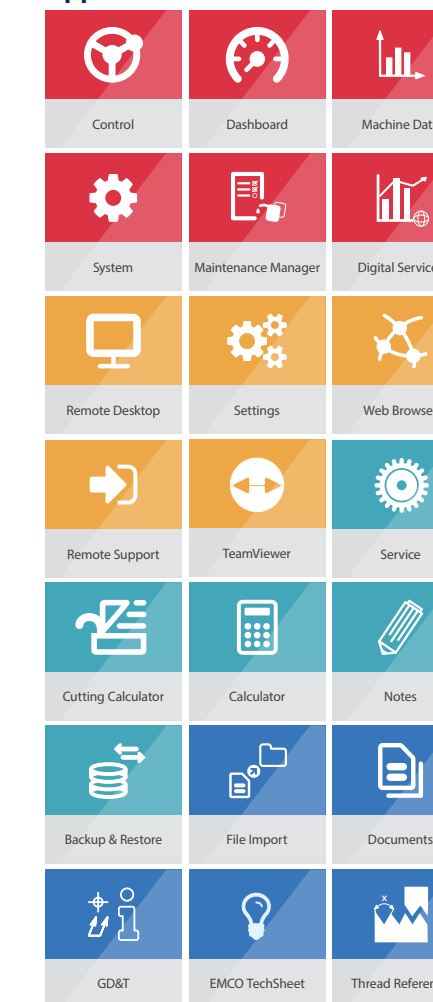 Control Dashboard Machine Dat
System Maintenance Manager Digital Service
Remote Desktop Settings Web Browse
Remote Support TeamViewer Service
Cutting Calculator Calculator Notes
Backup & Restore File Import Documents
x
GD&T EMCO TechSheet Thread Referen